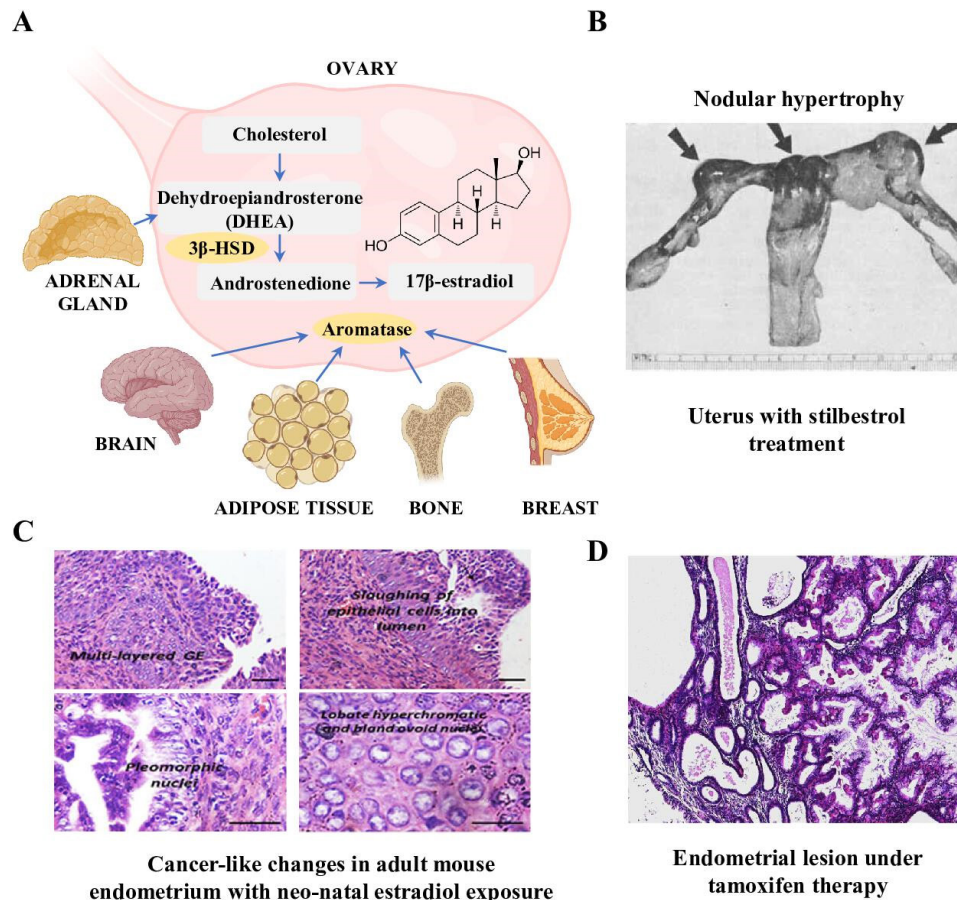 A
OVARY
Cholesterol
Dehydroepiandrosterone
(DHEA)
3β-HSD
Androstenedione
17β-estradiol
OH
H
H
H
HO
ADRENAL
GLAND
Aromatase
BRAIN
ADIPOSE TISSUE
BONE
BREAST
B
Nodular hypertrophy
Uterus with stilbestrol
treatment
C
Multi-layered GE
Sloughing of
epithelial cells into
lumen
Pleomorphic
nuclei
Lobate hyperchromatic
and bland ovoid nuclei
Cancer-like changes in adult mouse
endometrium with neo-natal estradiol exposure
D
Endometrial lesion under
tamoxifen therapy